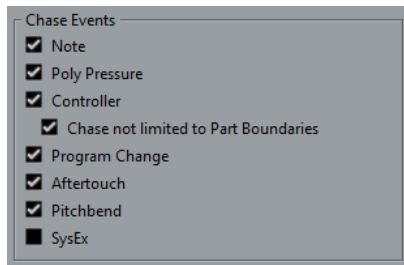 Chase Events
Note
Poly Pressure
Controller
Chase not limited to Part Boundaries
Program Change
Aftertouch
Pitchbend
SysEx